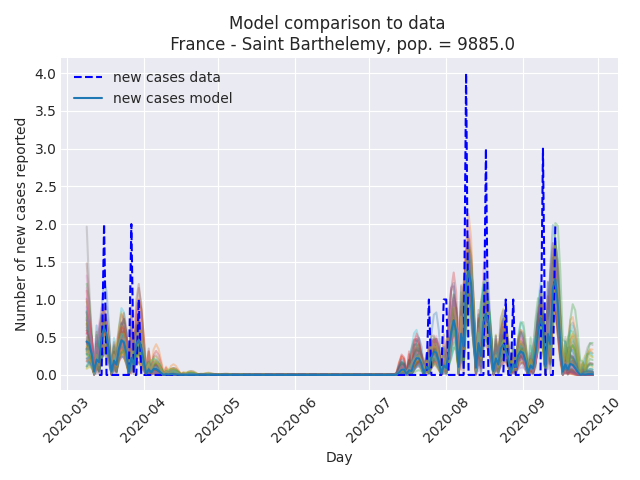 Model comparison to data
France - Saint Barthelemy, pop. = 9885.0
new cases data
new cases model
Number of new cases reported
4.0
3.5
3.0
2.5
2.0
1.5
1.0
0.5
0.0
2020-03
2020-04
2020-05
2020-06
2020-07
2020-08
2020-09
2020-10
Day